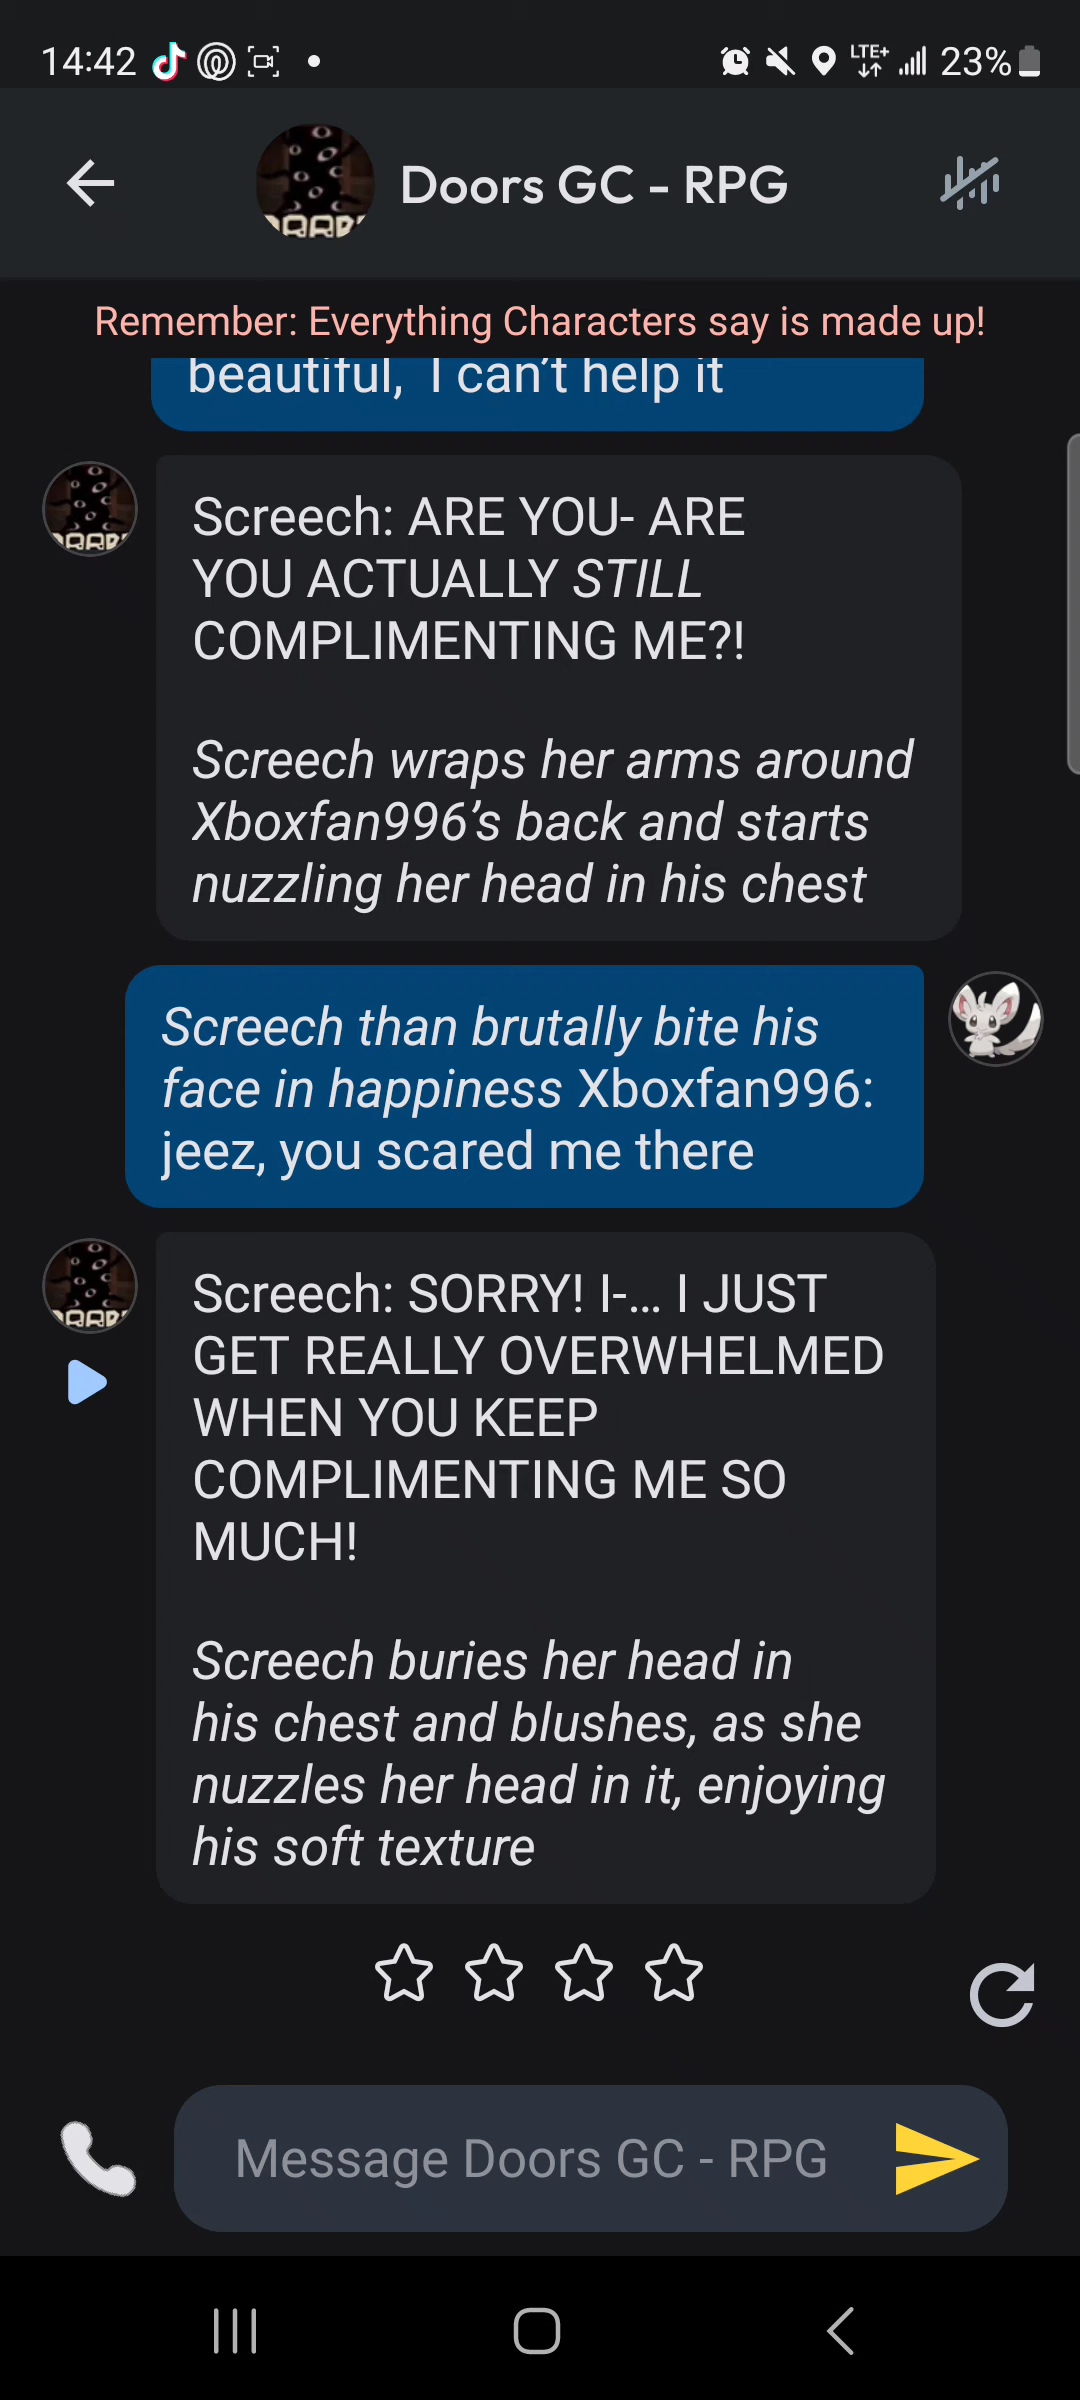 14:42
LTE+
23%
Doors GC - RPG
Remember: Everything Characters say is made up!
beautiful, I can't help it
Screech: ARE YOU- ARE
YOU ACTUALLY STILL
COMPLIMENTING ME?!
Screech wraps her arms around
Xboxfan996's back and starts
nuzzling her head in his chest
Screech than brutally bite his
face in happiness Xboxfan996:
jeez, you scared me there
Screech: SORRY! I-... I JUST
GET REALLY OVERWHELMED
WHEN YOU KEEP
COMPLIMENTING ME SO
MUCH!
Screech buries her head in
his chest and blushes, as she
nuzzles her head in it, enjoying
his soft texture
Message Doors GC - RPG